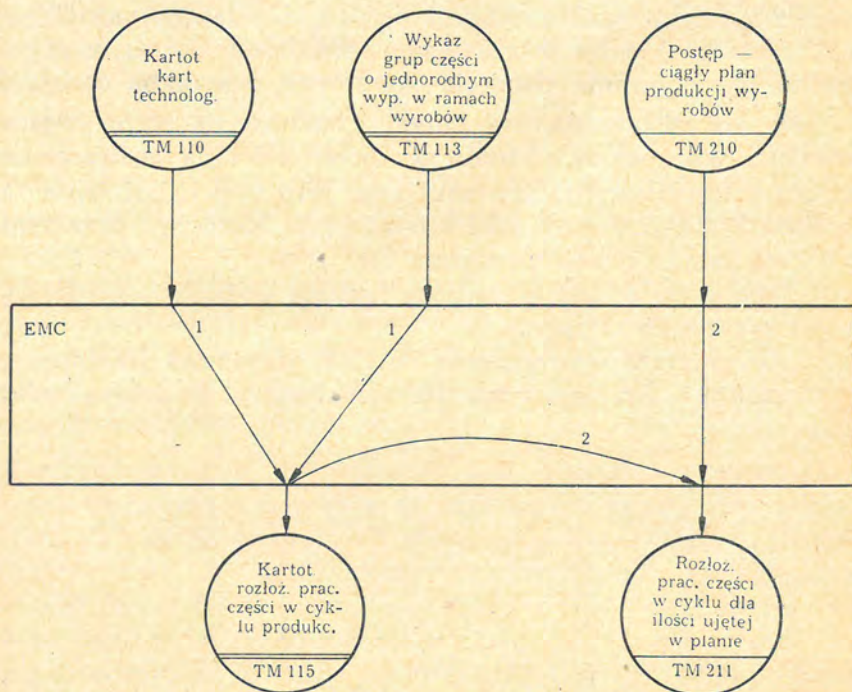 Kartot
kart
technolog.
TM 110
Wykaz
grup części
o jednorodnym
wyp. w ramach
wyrobów
TM 113
Postęp —
ciągły plan
produkcji wy-
robów
TM 210
EMC
1
1
2
2
Kartot
rozłoż. prac.
części w cyk-
lu produkc.
TM 115
Rozłoż.
prac. części
w cyklu dla
ilości ujętej
w planie
TM 211